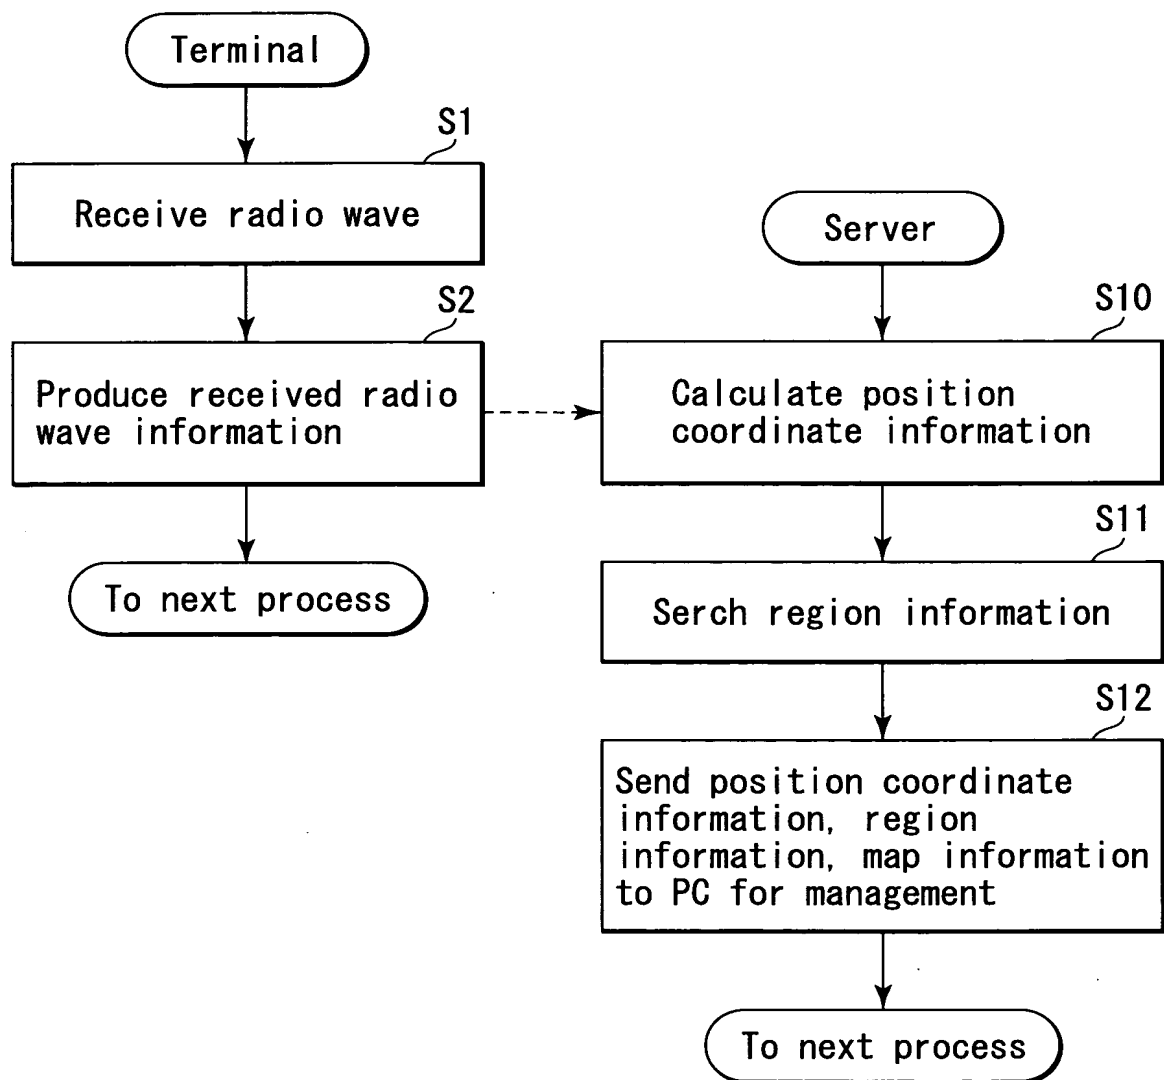 Terminal
S1
Receive radio wave
S2
Produce received radio
wave information
To next process
Server
S10
Calculate position
coordinate information
S11
Serch region information
S12
Send position coordinate
information, region
information, map information
to PC for management
To next process